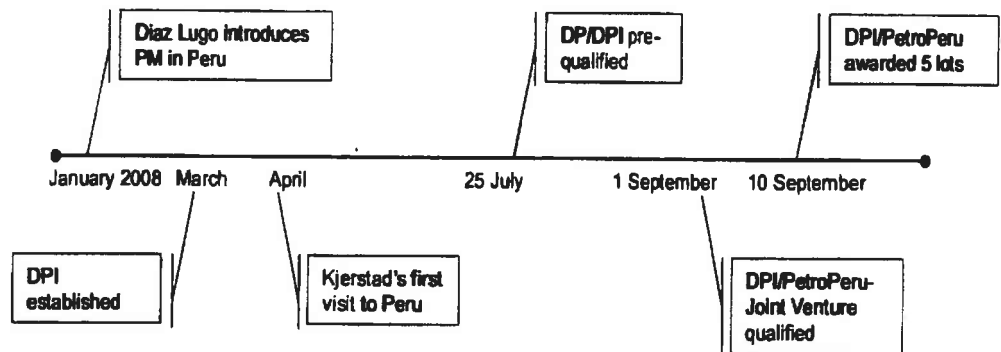 Diaz Lugo introduces
PM in Peru
DP/DPI pre-
qualified
DPI/PetroPeru
awarded 5 lots
January 2008 March April 25 July 1 September 10 September
DPI
established
Kjerstad's first
visit to Peru
DPI/PetroPeru-
Joint Venture
qualified